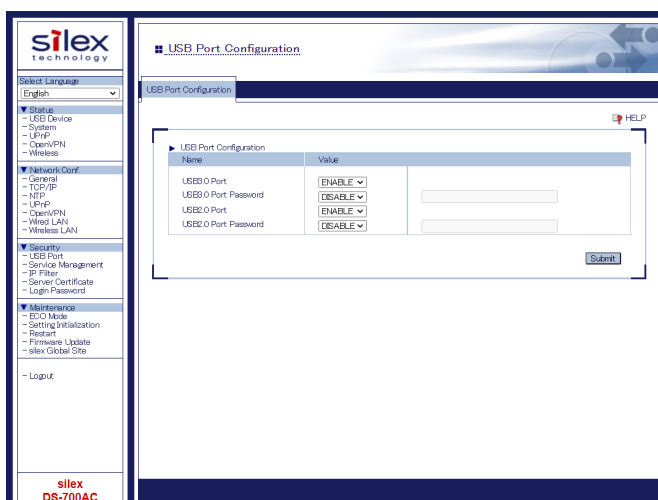 silex
technology
Select Language
English
▼ Status
- USB Device
- System
- UPnP
- OpenVPN
- Wireless
▼ Network Conf.
- General
- TCP/IP
- NTP
- UPnP
- OpenVPN
- Wired LAN
- Wireless LAN
▼ Security
- USB Port
- Service Management
- IP Filter
- Server Certificate
- Login Password
▼ Maintenance
- ECO Mode
- Setting Initialization
- Restart
- Firmware Update
- silex Global Site
- Logout
silex
DS-700AC
USB Port Configuration
USB Port Configuration
HELP
▶ USB Port Configuration
Name Value
USB3.0 Port ENABLE
USB3.0 Port Password DISABLE
USB2.0 Port ENABLE
USB2.0 Port Password DISABLE
Submit